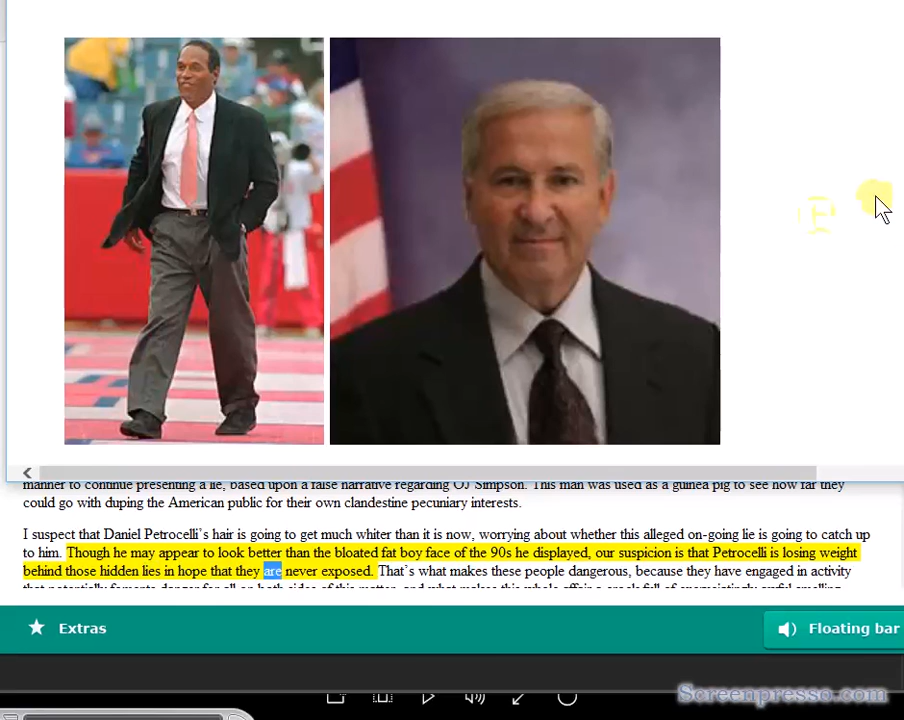 manner to continue presenting a lie, based upon a false narrative regarding OJ Simpson. This man was used as a guinea pig to see how far they
could go with duping the American public for their own clandestine pecuniary interests.
I suspect that Daniel Petrocelli’s hair is going to get much whiter than it is now, worrying about whether this alleged on-going lie is going to catch up
to him. Though he may appear to look better than the bloated fat boy face of the 90s he displayed, our suspicion is that Petrocelli is losing weight
behind those hidden lies in hope that they are never exposed. That’s what makes these people dangerous, because they have engaged in activity
Extras
Floating bar
Screenpresso.com